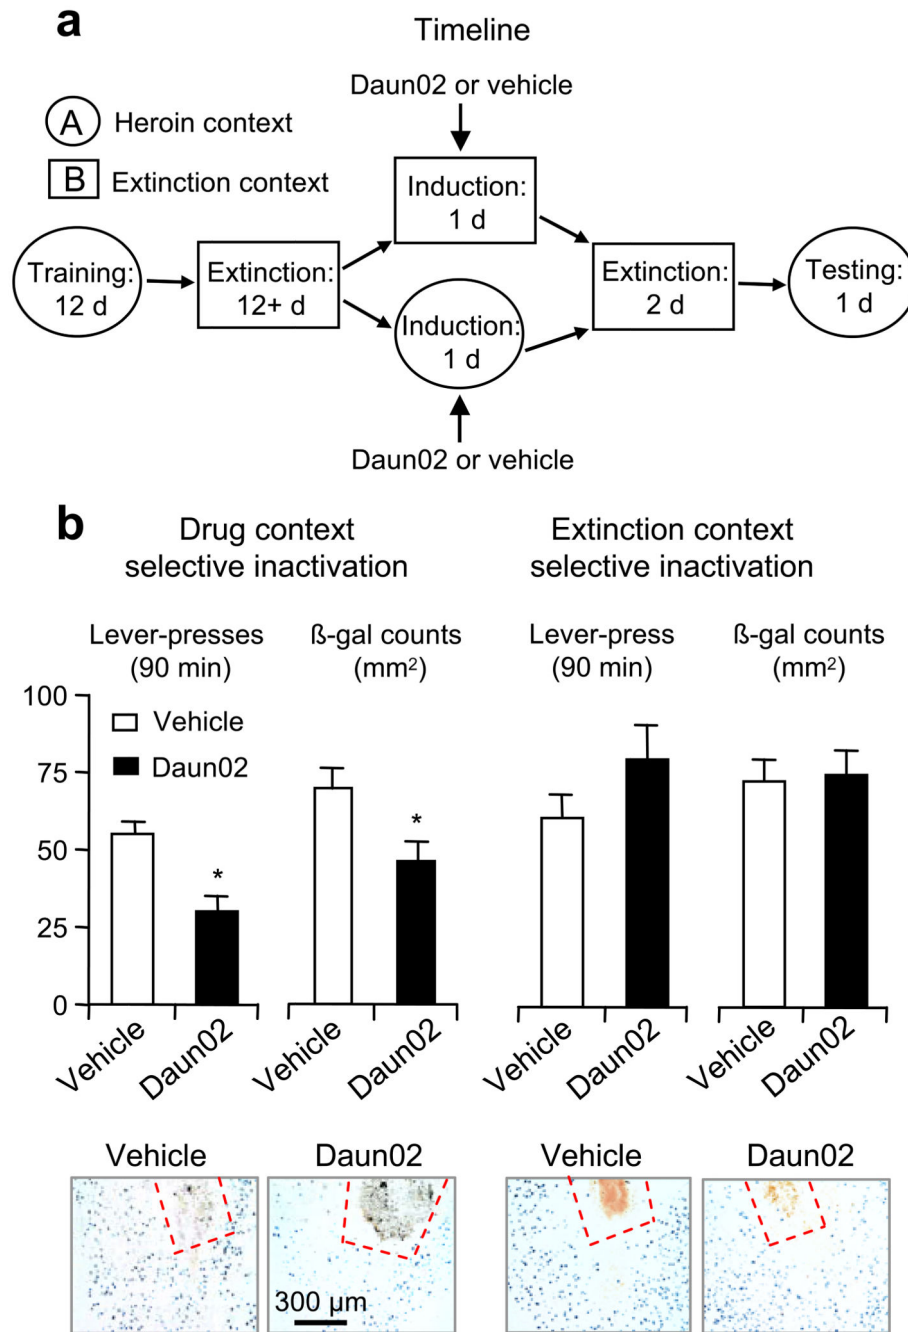 a
Timeline
Daun02 or vehicle
A Heroin context
B Extinction context
Induction:
1 d
Training:
12 d
Extinction:
12+ d
Induction:
1 d
Extinction:
2 d
Testing:
1 d
Daun02 or vehicle
b
Drug context
selective inactivation
Extinction context
selective inactivation
Lever-presses
(90 min)
ß-gal counts
(mm²)
Lever-press
(90 min)
ß-gal counts
(mm²)
100
75
50
25
0
Vehicle
Daun02
*
*
Vehicle
Daun02
Vehicle
Daun02
Vehicle
Daun02
Vehicle
Daun02
Vehicle
Daun02
Vehicle
Daun02
300 µm